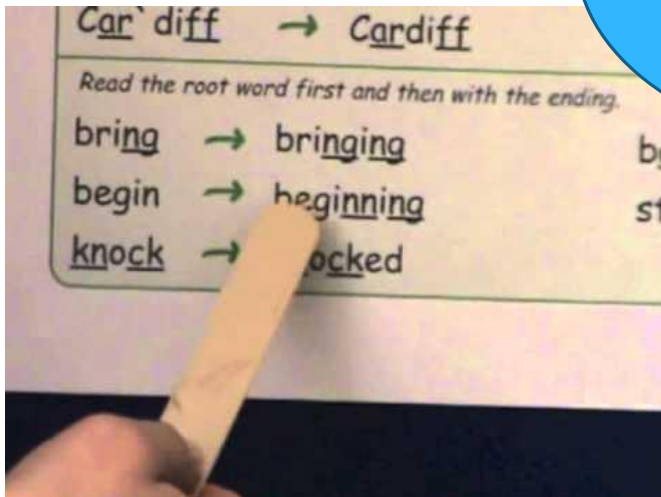 Car` diff → Cardiff
Read the root word first and then with the ending.
bring → bringing
begin → beginning
knock → ocked